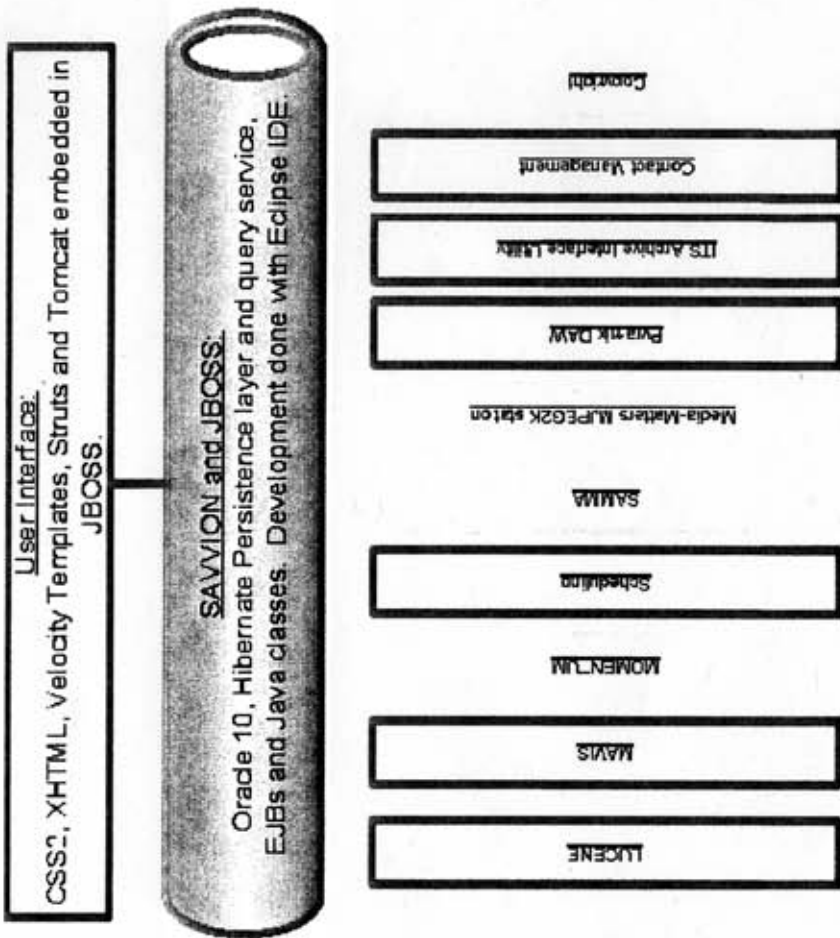 User Interface:
CSS2, XHTML, Velocity Templates, Struts and Tomcat embedded in
JBOSS.
SAVVION and JBOSS:
Oracle 10, Hibernate Persistence layer and query service,
EJBs and Java classes. Development done with Eclipse IDE.
LUCENE
MAVIS
MOMENTUM
Scheduling
SAMMA
Media-Matters MJPEG2K station
Pyramix DAW
ITS Archive Interface Utility
Contact Management
Copyright